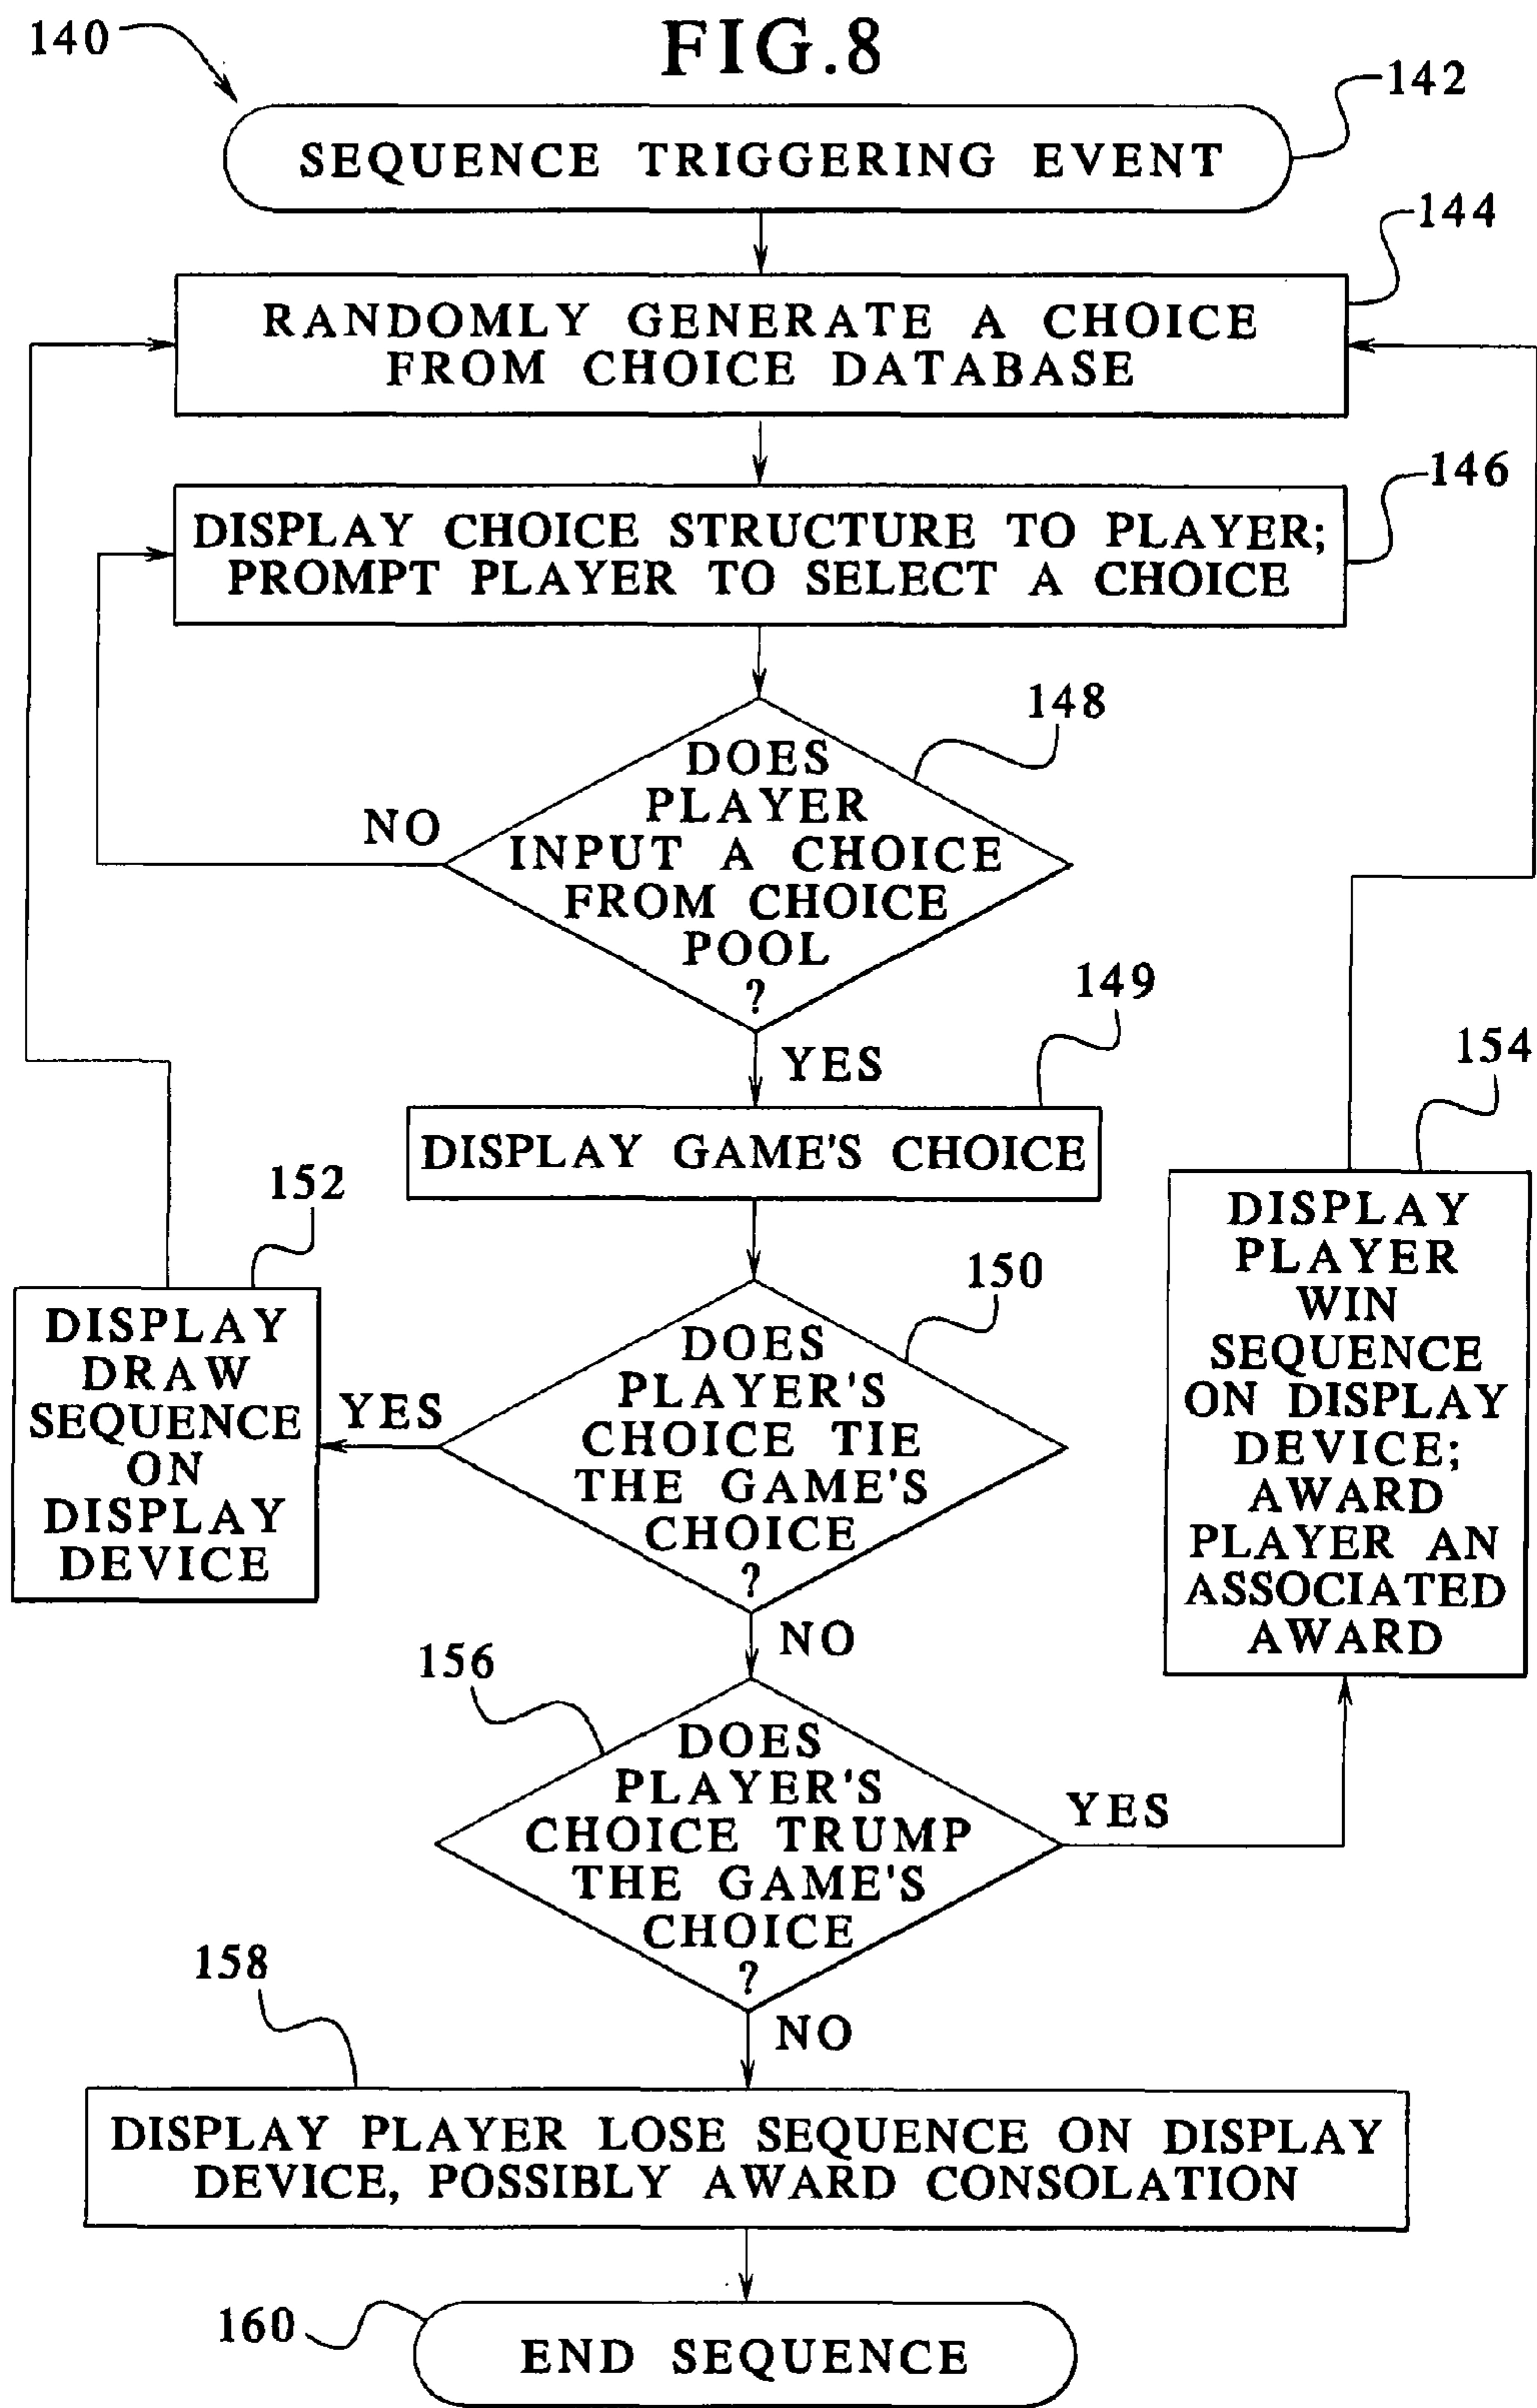 FIG.8
140
142
SEQUENCE TRIGGERING EVENT
144
RANDOMLY GENERATE A CHOICE
FROM CHOICE DATABASE
146
DISPLAY CHOICE STRUCTURE TO PLAYER;
PROMPT PLAYER TO SELECT A CHOICE
148
DOES
PLAYER
INPUT A CHOICE
FROM CHOICE
POOL
?
NO
YES
149
DISPLAY GAME'S CHOICE
150
DOES
PLAYER'S
CHOICE TIE
THE GAME'S
CHOICE
?
YES
152
DISPLAY
DRAW
SEQUENCE
ON
DISPLAY
DEVICE
NO
154
DISPLAY
PLAYER
WIN
SEQUENCE
ON DISPLAY
DEVICE;
AWARD
PLAYER AN
ASSOCIATED
AWARD
156
DOES
PLAYER'S
CHOICE TRUMP
THE GAME'S
CHOICE
?
YES
NO
158
DISPLAY PLAYER LOSE SEQUENCE ON DISPLAY
DEVICE, POSSIBLY AWARD CONSOLATION
160
END SEQUENCE